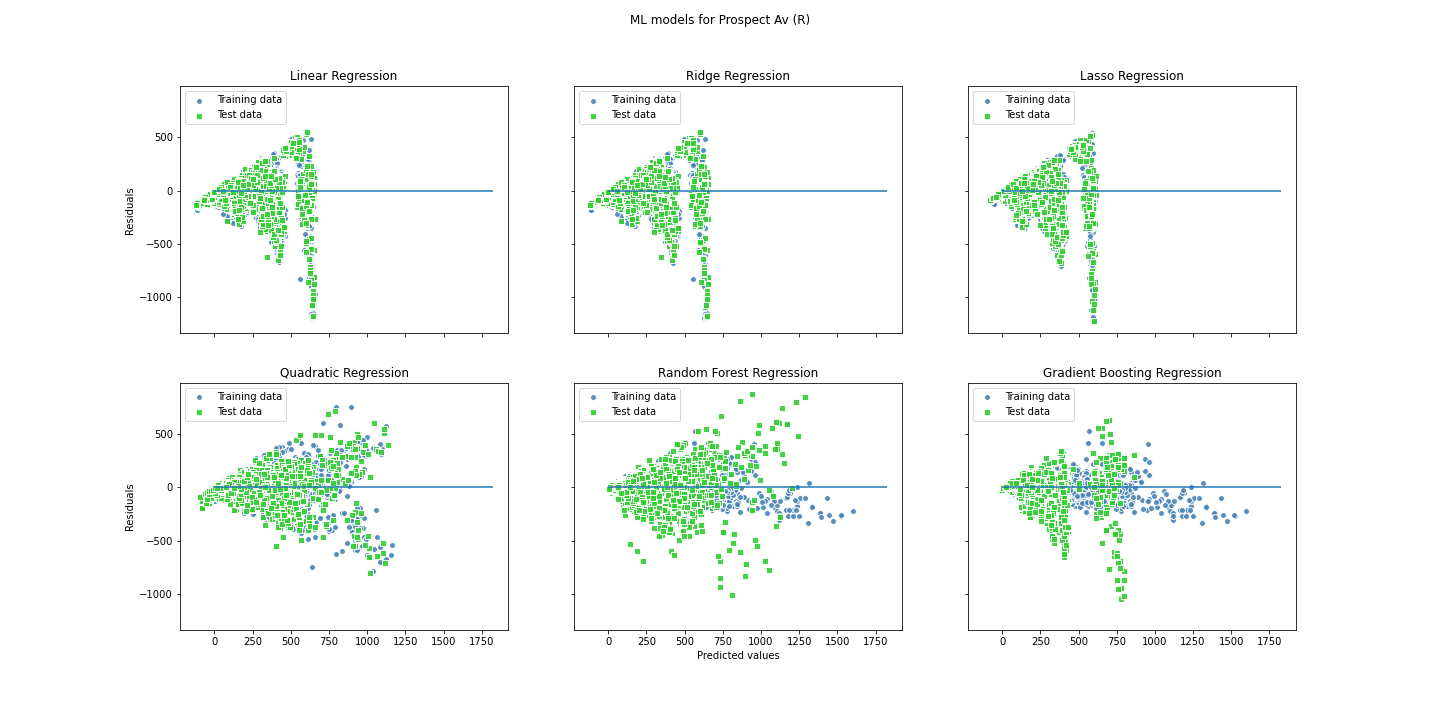 ML models for Prospect Av (R)
Linear Regression
Training data
Test data
500
0
−500
−1000
Residuals
Ridge Regression
Training data
Test data
Lasso Regression
Training data
Test data
Quadratic Regression
Training data
Test data
500
0
−500
−1000
Residuals
0 250 500 750 1000 1250 1500 1750
Random Forest Regression
Training data
Test data
0 250 500 750 1000 1250 1500 1750
Predicted values
Gradient Boosting Regression
Training data
Test data
0 250 500 750 1000 1250 1500 1750